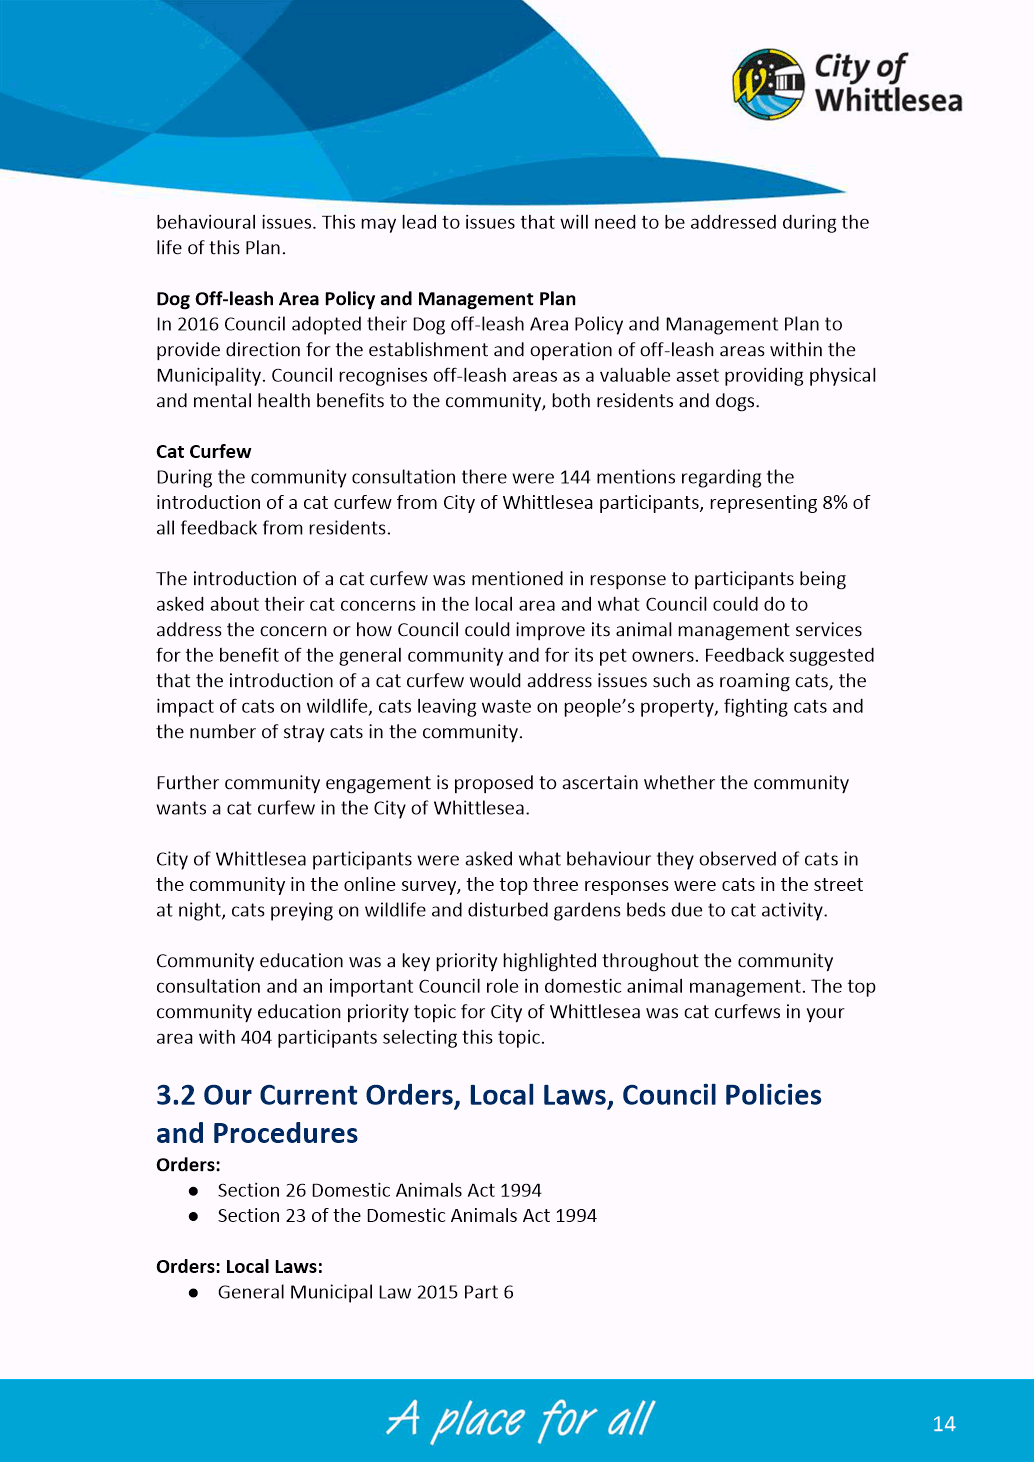 City of
Whittlesea
behavioural issues. This may lead to issues that will need to be addressed during the
life of this Plan.
Dog Off-leash Area Policy and Management Plan
In 2016 Council adopted their Dog off-leash Area Policy and Management Plan to
provide direction for the establishment and operation of off-leash areas within the
Municipality. Council recognises off-leash areas as a valuable asset providing physical
and mental health benefits to the community, both residents and dogs.
Cat Curfew
During the community consultation there were 144 mentions regarding the
introduction of a cat curfew from City of Whittlesea participants, representing 8% of
all feedback from residents.
The introduction of a cat curfew was mentioned in response to participants being
asked about their cat concerns in the local area and what Council could do to
address the concern or how Council could improve its animal management services
for the benefit of the general community and for its pet owners. Feedback suggested
that the introduction of a cat curfew would address issues such as roaming cats, the
impact of cats on wildlife, cats leaving waste on people’s property, fighting cats and
the number of stray cats in the community.
Further community engagement is proposed to ascertain whether the community
wants a cat curfew in the City of Whittlesea.
City of Whittlesea participants were asked what behaviour they observed of cats in
the community in the online survey, the top three responses were cats in the street
at night, cats preying on wildlife and disturbed gardens beds due to cat activity.
Community education was a key priority highlighted throughout the community
consultation and an important Council role in domestic animal management. The top
community education priority topic for City of Whittlesea was cat curfews in your
area with 404 participants selecting this topic.
3.2 Our Current Orders, Local Laws, Council Policies
and Procedures
Orders:
● Section 26 Domestic Animals Act 1994
● Section 23 of the Domestic Animals Act 1994
Orders: Local Laws:
● General Municipal Law 2015 Part 6
A place for all
14